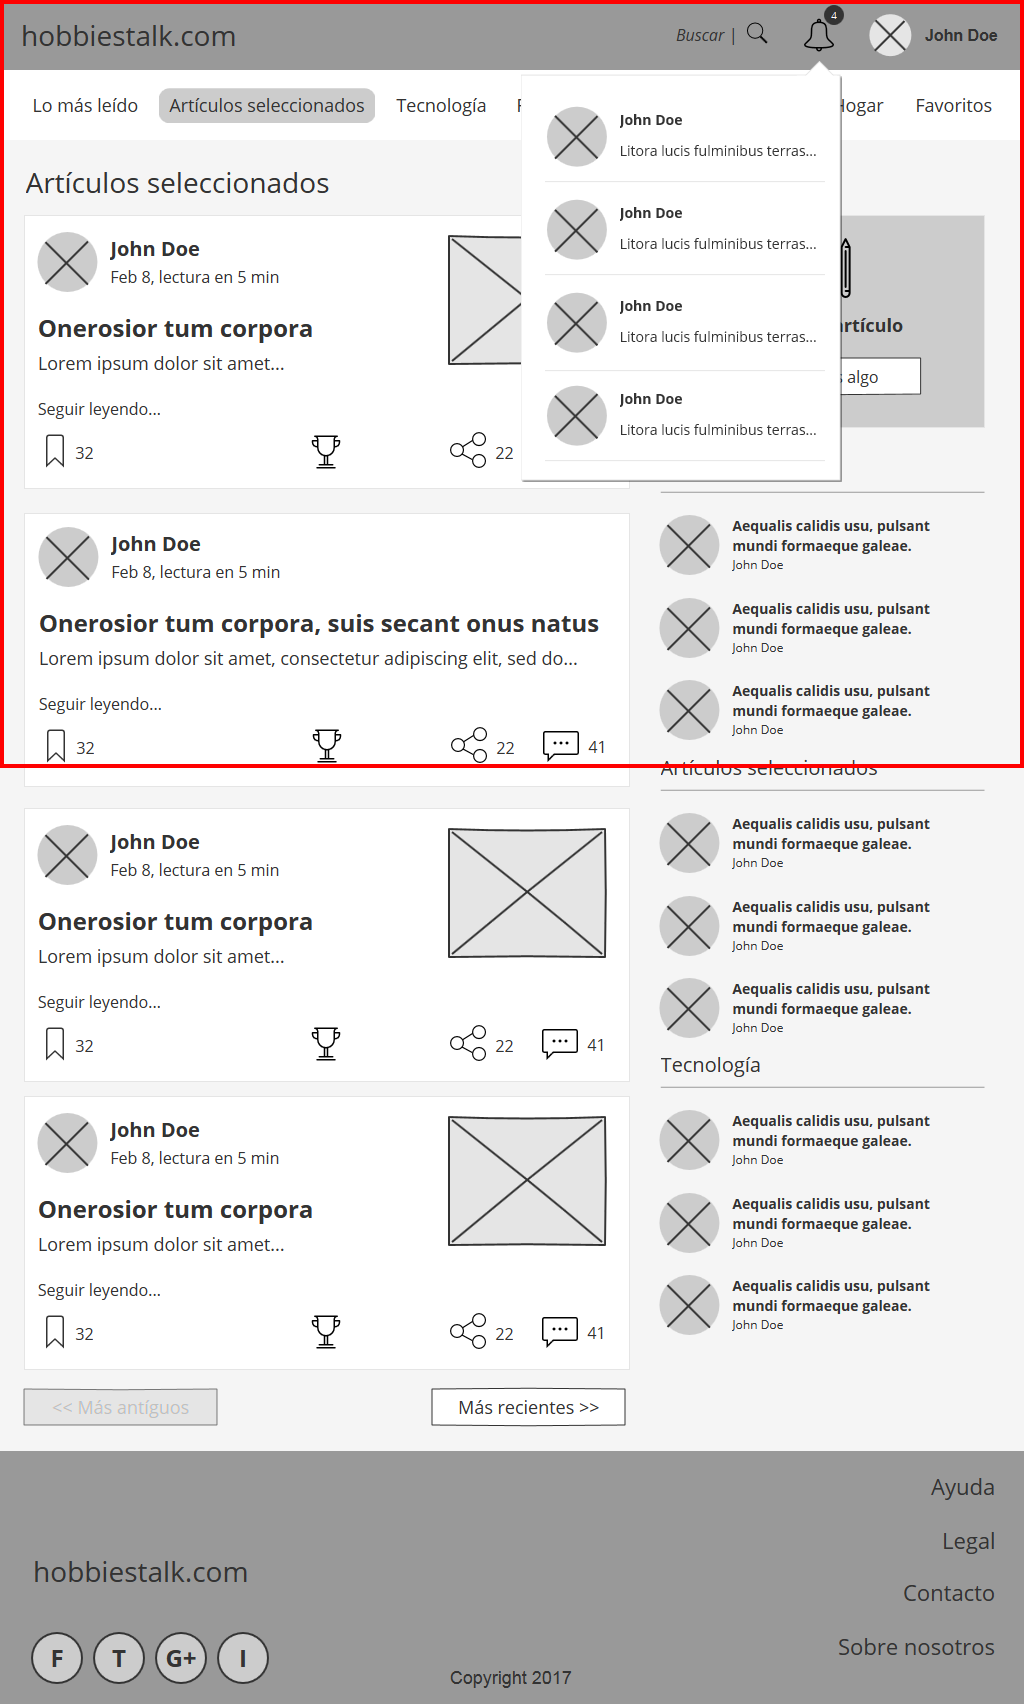 hobbiestalk.com
Buscar |
4
John Doe
Lo más leído
Artículos seleccionados
Tecnología
Hogar
Favoritos
John Doe
Litora lucis fulminibus terras...
John Doe
Litora lucis fulminibus terras...
John Doe
Litora lucis fulminibus terras...
John Doe
Litora lucis fulminibus terras...
Artículos seleccionados
John Doe
Feb 8, lectura en 5 min
Onerosior tum corpora
Lorem ipsum dolor sit amet...
Seguir leyendo...
32
22
artículo
algo
John Doe
Feb 8, lectura en 5 min
Onerosior tum corpora, suis secant onus natus
Lorem ipsum dolor sit amet, consectetur adipiscing elit, sed do...
Seguir leyendo...
32
22
41
Aequalis calidis usu, pulsant
mundi formaeque galeae.
John Doe
Aequalis calidis usu, pulsant
mundi formaeque galeae.
John Doe
Aequalis calidis usu, pulsant
mundi formaeque galeae.
John Doe
John Doe
Feb 8, lectura en 5 min
Onerosior tum corpora
Lorem ipsum dolor sit amet...
Seguir leyendo...
32
22
41
Artículos seleccionados
Aequalis calidis usu, pulsant
mundi formaeque galeae.
John Doe
Aequalis calidis usu, pulsant
mundi formaeque galeae.
John Doe
Aequalis calidis usu, pulsant
mundi formaeque galeae.
John Doe
John Doe
Feb 8, lectura en 5 min
Onerosior tum corpora
Lorem ipsum dolor sit amet...
Seguir leyendo...
32
22
41
Tecnología
Aequalis calidis usu, pulsant
mundi formaeque galeae.
John Doe
Aequalis calidis usu, pulsant
mundi formaeque galeae.
John Doe
Aequalis calidis usu, pulsant
mundi formaeque galeae.
John Doe
<< Más antíguos
Más recientes >>
hobbiestalk.com
F
T
G+
I
Copyright 2017
Ayuda
Legal
Contacto
Sobre nosotros